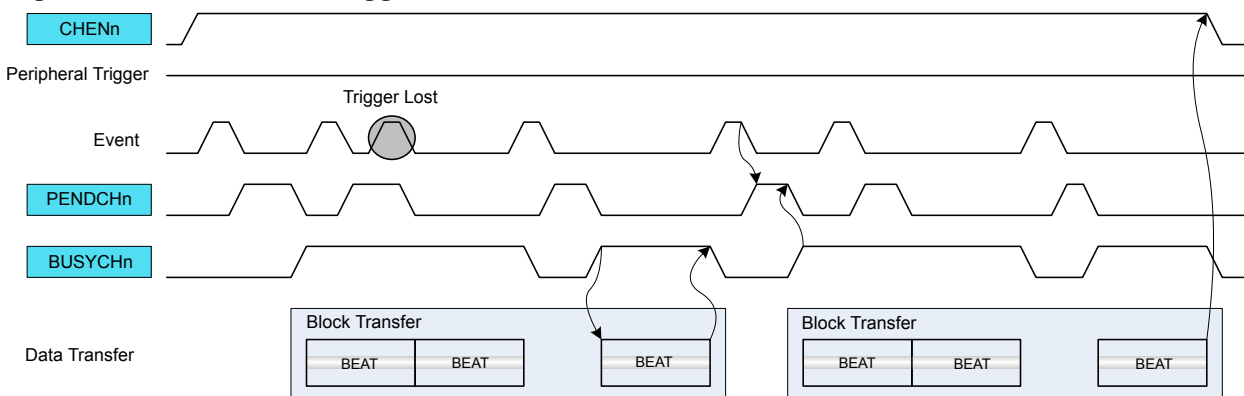 CHENn
Peripheral Trigger
Trigger Lost
Event
PENDCHn
BUSYCHn
Block Transfer
Block Transfer
Data Transfer
BEAT
BEAT
BEAT
BEAT
BEAT
BEAT